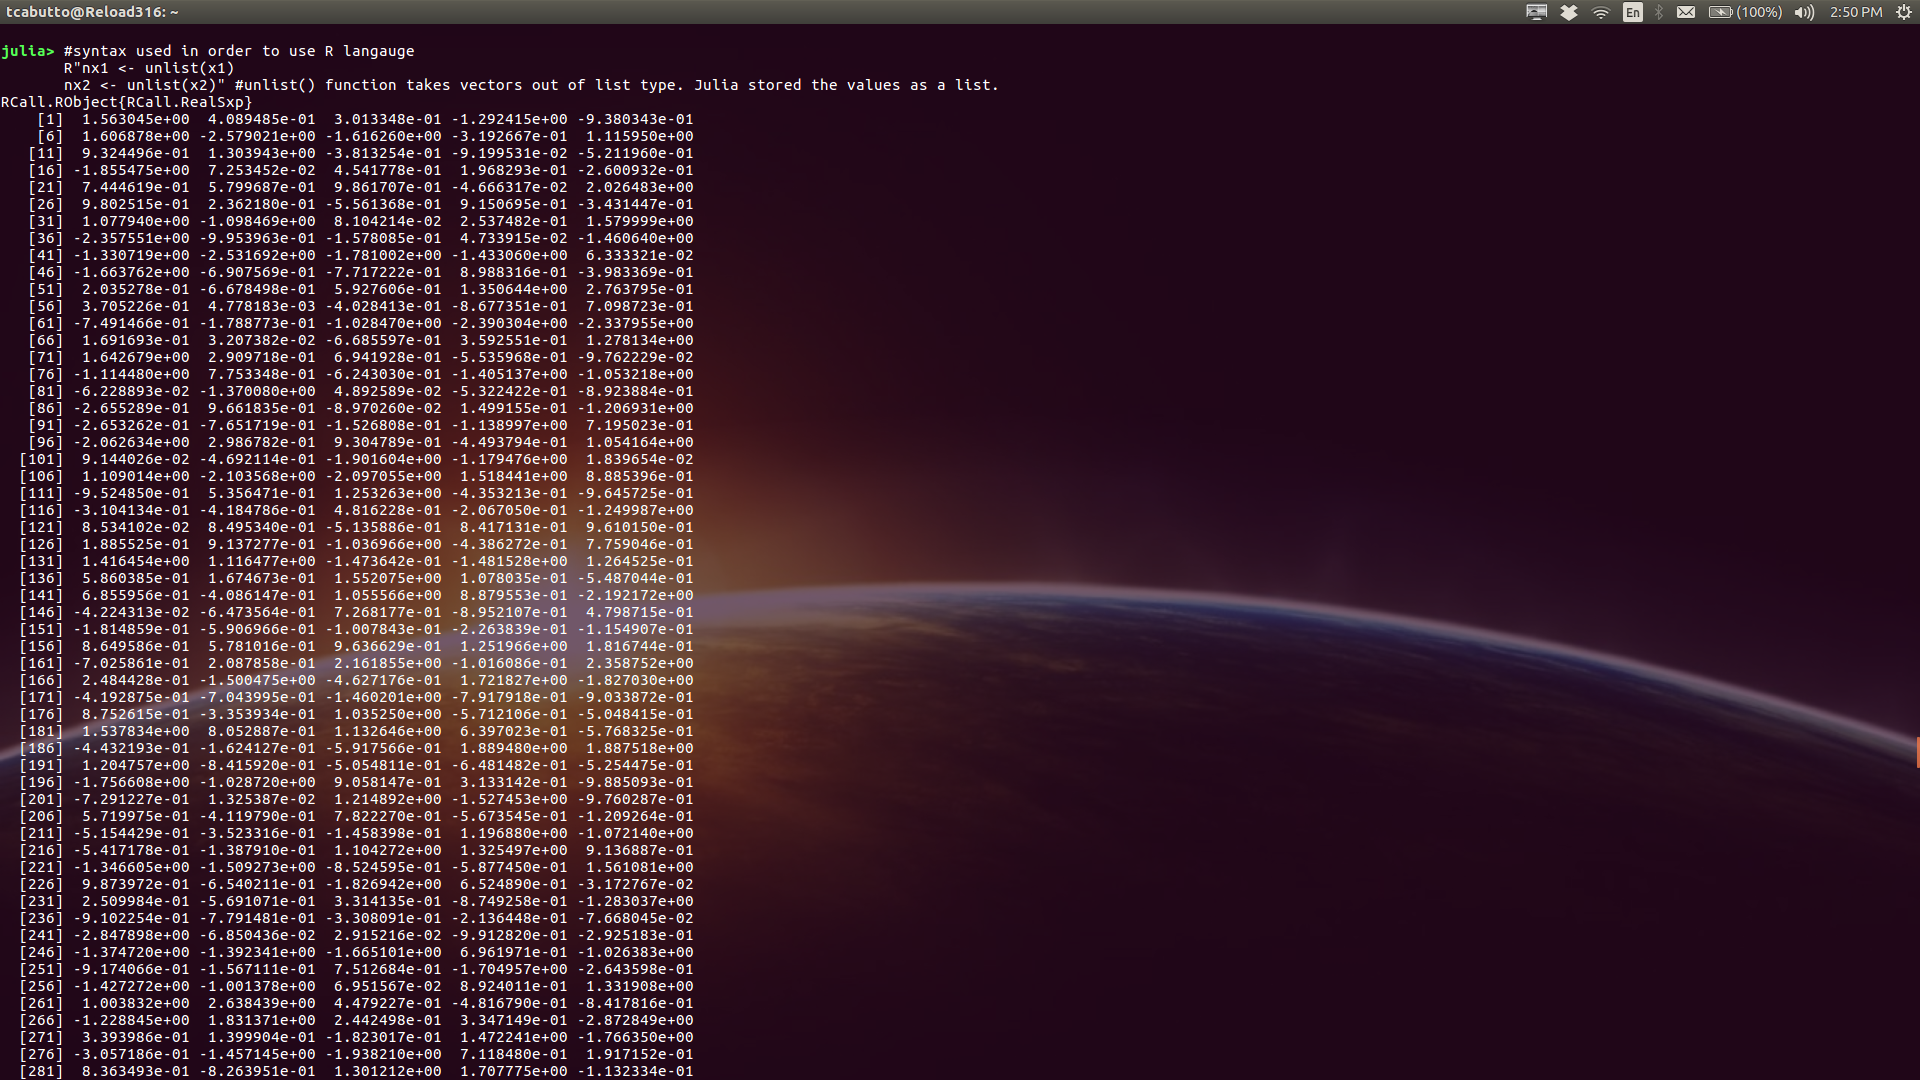 tcabutto@Reload316: ~
En (100%) 2:50 PM
julia> #syntax used in order to use R langauge
R"nx1 <- unlist(x1)
nx2 <- unlist(x2)" #unlist() function takes vectors out of list type. Julia stored the values as a list.
RCall.RObject{RCall.RealSxp}
[1] 1.563045e+00 4.089485e-01 3.013348e-01 -1.292415e+00 -9.380343e-01
[6] 1.606878e+00 -2.579021e-01 -1.616260e+00 -3.192667e-01 1.115950e+00
[11] 9.324496e-01 1.303943e+00 -3.813254e-01 -9.199531e-02 -5.211960e-01
[16] -1.855475e+00 7.253452e-02 4.541778e-01 1.968293e-01 -2.600932e-01
[21] 7.444619e-01 5.799687e-01 9.861707e-01 -4.666317e-02 2.026483e+00
[26] 9.802515e-01 2.362180e-01 -5.561368e-01 9.150695e-01 -3.431447e-01
[31] 1.077940e+00 -1.098469e+00 8.104214e-02 2.537482e-01 1.579999e+00
[36] -2.357551e+00 -9.953963e-01 -1.578085e-01 4.733915e-02 -1.460640e+00
[41] -1.330719e+00 -2.531692e+00 -1.781002e+00 -1.433060e+00 6.333321e-02
[46] -1.663762e+00 -6.907569e-01 -7.717222e-01 8.988316e-01 -3.983369e-01
[51] 2.035278e-01 -6.678498e-01 5.927606e-01 1.350644e+00 2.763795e-01
[56] 3.705226e-01 4.778183e-03 -4.028413e-01 -8.677351e-01 7.098723e-01
[61] -7.491466e-01 -1.788773e-01 -1.028470e+00 -2.390304e+00 -2.337955e+00
[66] 1.691693e-01 3.207382e-02 -6.685597e-01 3.592551e-01 1.278134e+00
[71] 1.642679e+00 2.909718e-01 6.941928e-01 -5.535968e-01 -9.762229e-02
[76] -1.114480e+00 7.753348e-01 -6.243030e-01 -1.405137e+00 -1.053218e+00
[81] -6.228893e-02 -1.370080e+00 4.892589e-02 -5.322422e-01 -8.923884e-01
[86] -2.655289e-01 9.661835e-01 -8.970260e-02 1.499155e-01 -1.206931e+00
[91] -2.653262e-01 -7.651719e-01 -1.526808e-01 -1.138997e+00 7.195023e-01
[96] -2.062634e+00 2.986782e-01 9.304789e-01 -4.493794e-01 1.054164e+00
[101] 9.144026e-02 -4.692114e-01 -1.901604e+00 -1.179476e+00 1.839654e-02
[106] 1.109014e+00 -2.103568e+00 -2.097055e+00 1.518441e+00 8.885396e-01
[111] -9.524850e-01 5.356471e-01 1.253263e+00 -4.353213e-01 -9.645725e-01
[116] -3.104134e-01 -4.184786e-01 4.816228e-01 -2.067050e-01 -1.249987e+00
[121] 8.534102e-02 8.495340e-01 -5.135886e-01 8.417131e-01 9.610150e-01
[126] 1.885525e-01 9.137277e-01 -1.036966e+00 -4.386272e-01 7.759046e-01
[131] 1.416454e+00 1.116477e+00 -1.473642e-01 -1.481528e+00 1.264525e-01
[136] 5.860385e-01 1.674673e-01 1.552075e+00 1.078035e-01 -5.487044e-01
[141] 6.855956e-01 -4.086147e-01 1.055566e+00 8.879553e-01 -2.192172e+00
[146] -4.224313e-02 -6.473564e-01 7.268177e-01 -8.952107e-01 4.798715e-01
[151] -1.814859e-01 -5.906966e-01 -1.007843e-01 -2.263839e-01 -1.154907e-01
[156] 8.649586e-01 5.781016e-01 9.636629e-01 1.251966e+00 1.816744e-01
[161] -7.025861e-01 2.087858e-01 2.161855e+00 -1.016086e-01 2.358752e+00
[166] 2.484428e-01 -1.500475e+00 -4.627176e-01 1.721827e+00 -1.827030e+00
[171] -4.192875e-01 -7.043995e-01 -1.460201e+00 -7.917918e-01 -9.033872e-01
[176] 8.752615e-01 -3.353934e-01 1.035250e+00 -5.712106e-01 -5.048415e-01
[181] 1.537834e+00 8.052887e-01 1.132646e+00 6.397023e-01 -5.768325e-01
[186] -4.432193e-01 -1.624127e-01 -5.917566e-01 1.889480e+00 1.887518e+00
[191] 1.204757e+00 -8.415920e-01 -5.054811e-01 -6.481482e-01 -5.254475e-01
[196] -1.756608e+00 -1.028720e+00 9.058147e-01 3.133142e-01 -9.885093e-01
[201] -7.291227e-01 1.325387e-02 1.214892e+00 -1.527453e+00 -9.760287e-01
[206] 5.719975e-01 -4.119790e-01 7.822270e-01 -5.673545e-01 -1.209264e-01
[211] -5.154429e-01 -3.523316e-01 -1.458398e-01 1.196880e+00 -1.072140e+00
[216] -5.417178e-01 -1.387910e-01 1.104272e+00 1.325497e+00 9.136887e-01
[221] -1.346605e+00 -1.509273e+00 -8.524595e-01 -5.877450e-01 1.561081e+00
[226] 9.873972e-01 -6.540211e-01 -1.826942e+00 6.524890e-01 -3.172767e-02
[231] 2.509984e-01 -5.691071e-01 3.314135e-01 -8.749258e-01 -1.283037e+00
[236] -9.102254e-01 -7.791481e-01 -3.308091e-01 -2.136448e-01 -7.668045e-02
[241] -2.847898e+00 -6.850436e-02 2.915216e-02 -9.912820e-01 -2.925183e-01
[246] -1.374720e+00 -1.392341e+00 -1.665101e+00 6.961971e-01 -1.026383e+00
[251] -9.174066e-01 -1.567111e-01 7.512684e-01 -1.704957e+00 -2.643598e-01
[256] -1.427272e+00 -1.001378e+00 6.951567e-02 8.924011e-01 1.331908e+00
[261] 1.003832e+00 2.638439e+00 4.479227e-01 -4.816790e-01 -8.417816e-01
[266] -1.228845e+00 1.831371e+00 2.442498e-01 3.347149e-01 -2.872849e+00
[271] 3.393986e-01 1.399904e-01 -1.823017e-01 1.472241e+00 -1.766350e+00
[276] -3.057186e-01 -1.457145e+00 -1.938210e+00 7.118480e-01 1.917152e-01
[281] 8.363493e-01 -8.263951e-01 1.301212e+00 1.707775e+00 -1.132334e-01